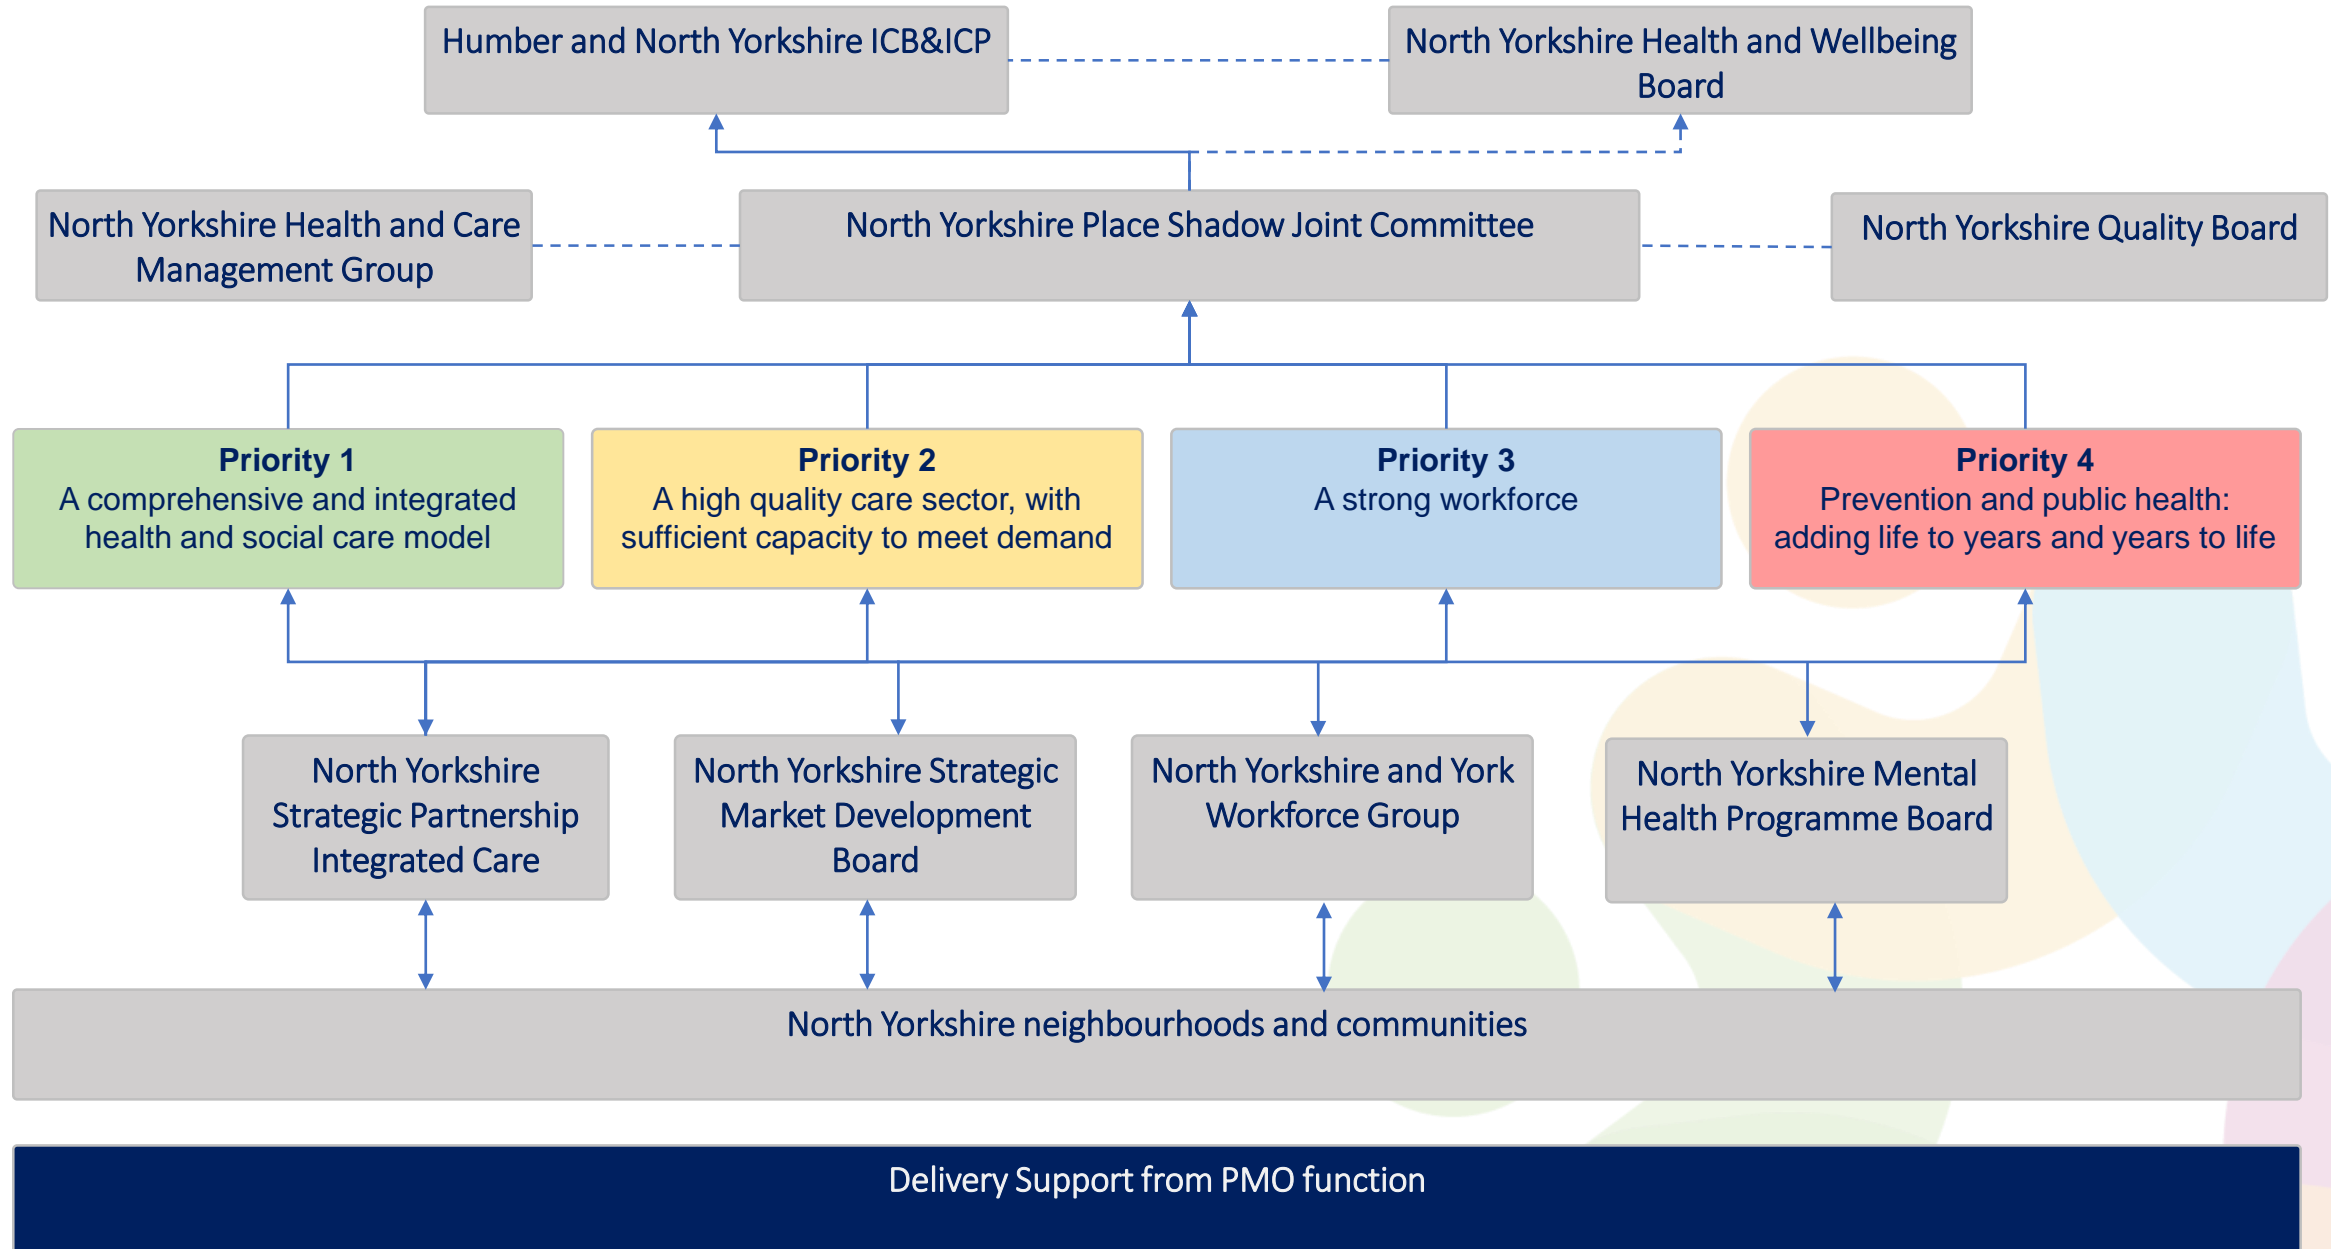 Humber and North Yorkshire ICB&ICP
North Yorkshire Health and Wellbeing
Board
North Yorkshire Health and Care
Management Group
North Yorkshire Place Shadow Joint Committee
North Yorkshire Quality Board
Priority 1
A comprehensive and integrated
health and social care model
Priority 2
A high quality care sector, with
sufficient capacity to meet demand
Priority 3
A strong workforce
Priority 4
Prevention and public health:
adding life to years and years to life
North Yorkshire
Strategic Partnership
Integrated Care
North Yorkshire Strategic
Market Development
Board
North Yorkshire and York
Workforce Group
North Yorkshire Mental
Health Programme Board
North Yorkshire neighbourhoods and communities
Delivery Support from PMO function